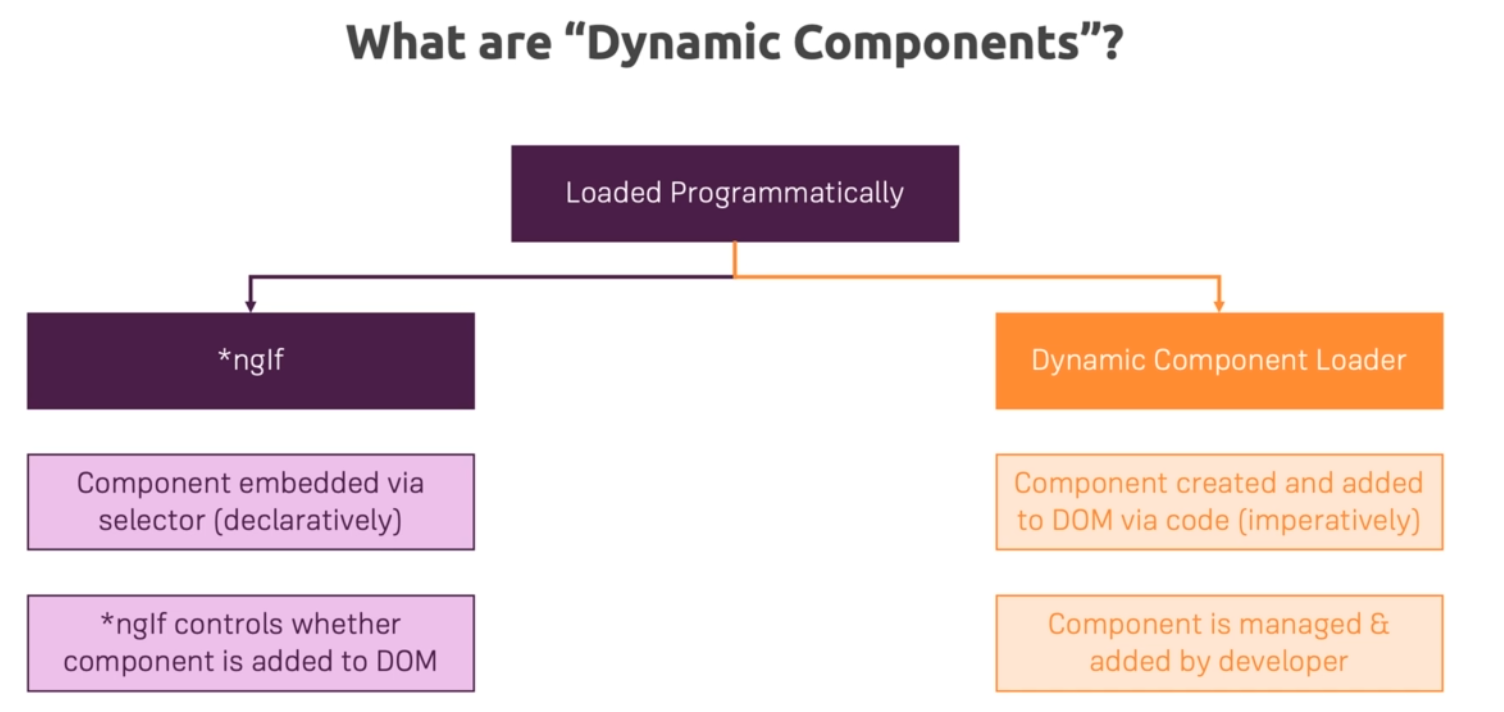 What are “Dynamic Components”?
Loaded Programmatically
*ngIf
Dynamic Component Loader
Component embedded via
selector (declaratively)
Component created and added
to DOM via code (imperatively)
*ngIf controls whether
component is added to DOM
Component is managed &
added by developer